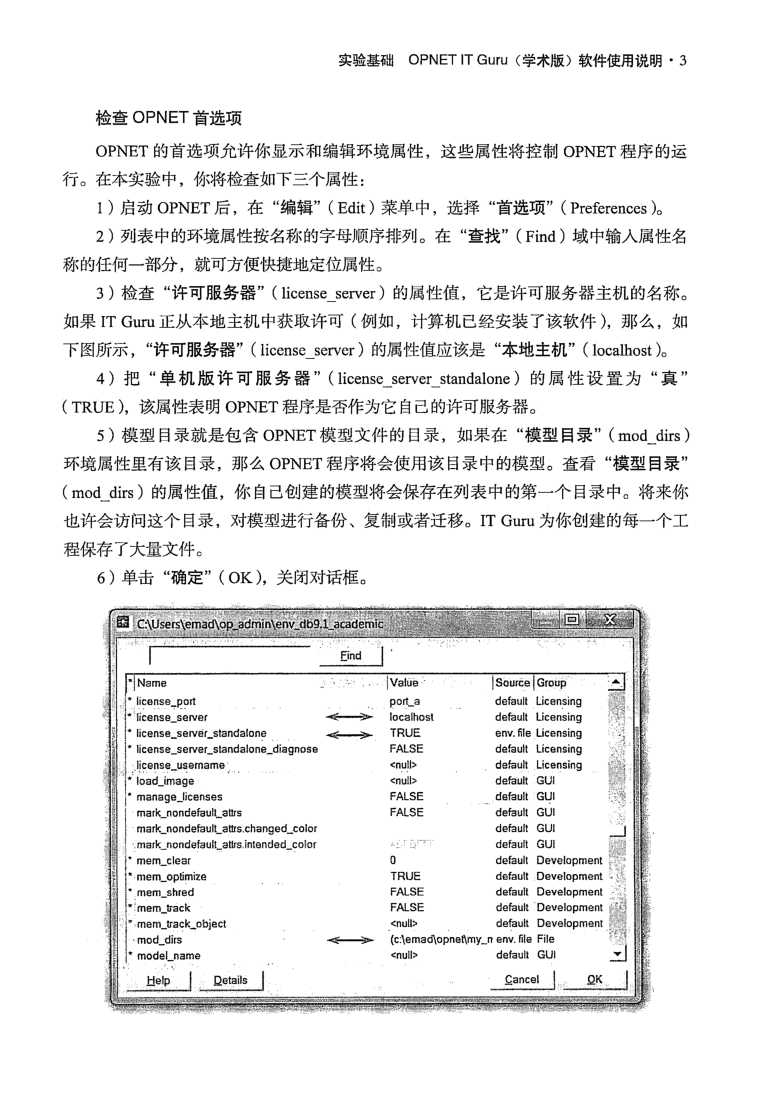 实验基础 OPNET IT Guru（学术版）软件使用说明·3
检查 OPNET 首选项
OPNET 的首选项允许你显示和编辑环境属性，这些属性将控制 OPNET 程序的运
行。在本实验中，你将检查如下三个属性：
1）启动 OPNET 后，在“编辑”（Edit）菜单中，选择“首选项”（Preferences）。
2）列表中的环境属性按名称的字母顺序排列。在“查找”（Find）域中输入属性名
称的任何一部分，就可方便快捷地定位属性。
3）检查“许可服务器”（license_server）的属性值，它是许可服务器主机的名称。
如果 IT Guru 正从本地主机中获取许可（例如，计算机已经安装了该软件），那么，如
下图所示，“许可服务器”（license_server）的属性值应该是“本地主机”（localhost）。
4）把“单机版许可服务器”（license_server_standalone）的属性设置为“真”
（TRUE），该属性表明 OPNET 程序是否作为它自己的许可服务器。
5）模型目录就是包含 OPNET 模型文件的目录，如果在“模型目录”（mod_dirs）
环境属性里有该目录，那么 OPNET 程序将会使用该目录中的模型。查看“模型目录”
（mod_dirs）的属性值，你自己创建的模型将会保存在列表中的第一个目录中。将来你
也许会访问这个目录，对模型进行备份、复制或者迁移。IT Guru 为你创建的每一个工
程保存了大量文件。
6）单击“确定”（OK），关闭对话框。
C:\Users\emad\op_admin\env_db9.1_academic
Find
* Name Value Source Group
* license_port port_a default Licensing
* license_server localhost default Licensing
* license_server_standalone TRUE env. file Licensing
* license_server_standalone_diagnose FALSE default Licensing
license_username <null> default Licensing
* load_image <null> default GUI
* manage_licenses FALSE default GUI
mark_nondefault_attrs FALSE default GUI
mark_nondefault_attrs.changed_color default GUI
mark_nondefault_attrs.intended_color default GUI
* mem_clear 0 default Development
* mem_optimize TRUE default Development
* mem_shred FALSE default Development
* mem_track FALSE default Development
* mem_track_object <null> default Development
mod_dirs (c:\emad\opnet\my_n env. file File
* model_name <null> default GUI
Help Details Cancel OK